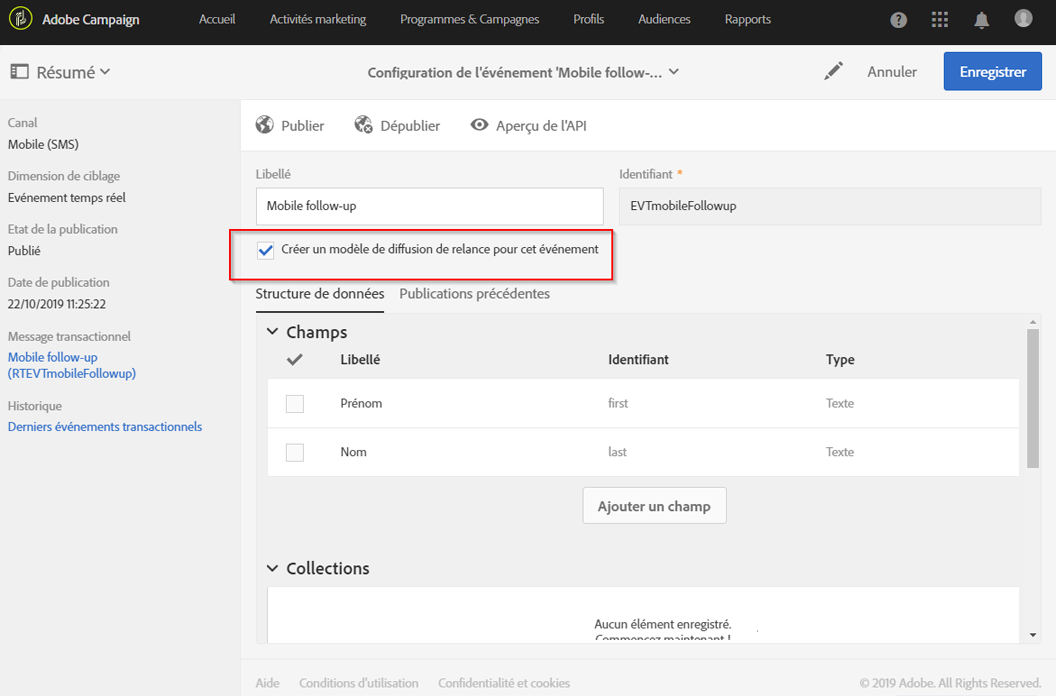 Adobe Campaign Accueil Activités marketing Programmes & Campagnes Profils Audiences Rapports
Résumé Configuration de l'événement 'Mobile follow-... Annuler Enregistrer
Canal
Mobile (SMS)
Dimension de ciblage
Evénement temps réel
Etat de la publication
Publié
Date de publication
22/10/2019 11:25:22
Message transactionnel
Mobile follow-up
(RTEVTmobileFollowup)
Historique
Derniers événements transactionnels
Publier Dépublier Aperçu de l'API
Libellé Identifiant *
Mobile follow-up EVTmobileFollowup
Créer un modèle de diffusion de relance pour cet événement
Structure de données Publications précédentes
Champs
Libellé Identifiant Type
Prénom first Texte
Nom last Texte
Ajouter un champ
Collections
Aucun élément enregistré.
Commencez maintenant !
Aide Conditions d'utilisation Confidentialité et cookies © 2019 Adobe. All Rights Reserved.